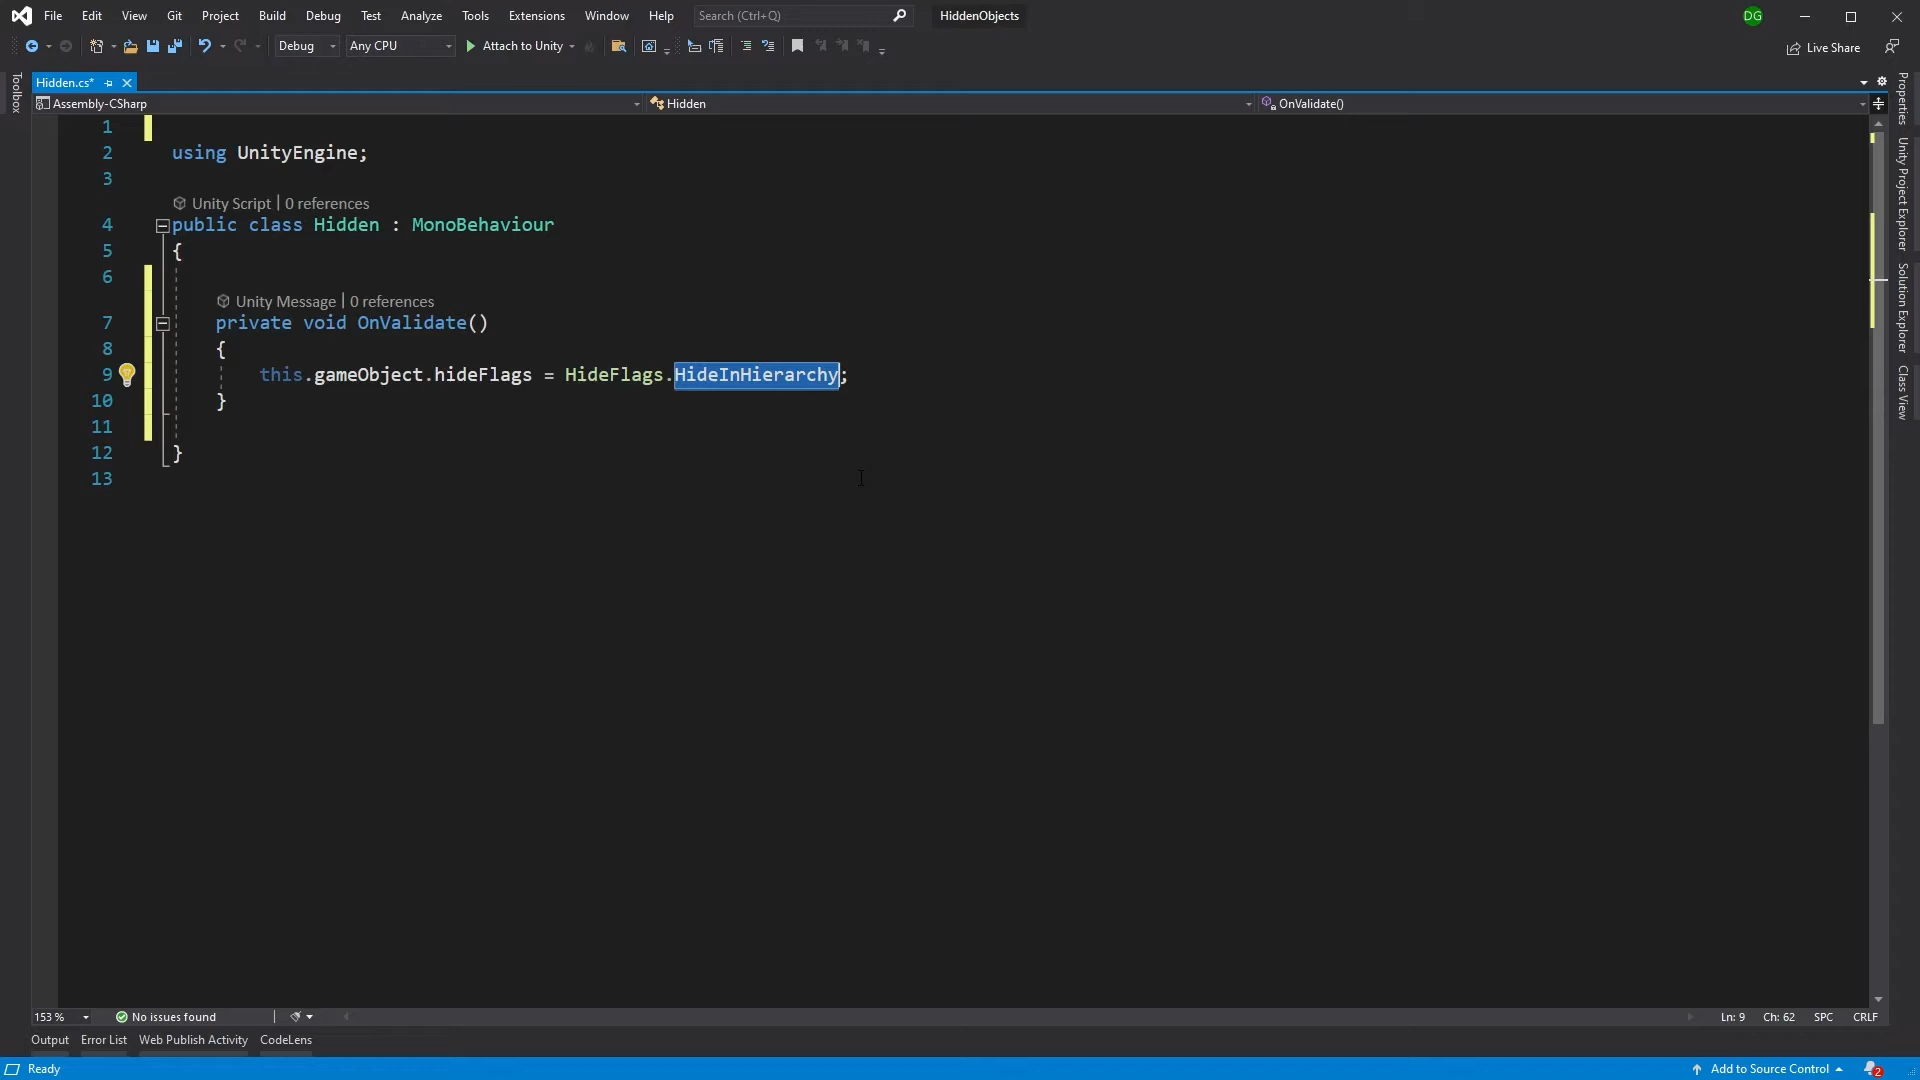 File Edit View Git Project Build Debug Test Analyze Tools Extensions Window Help Search (Ctrl+Q) HiddenObjects DG
Debug Any CPU Attach to Unity Live Share
Hidden.cs*
Assembly-CSharp Hidden OnValidate()
1
2 using UnityEngine;
3
Unity Script | 0 references
4 public class Hidden : MonoBehaviour
5 {
6
Unity Message | 0 references
7 private void OnValidate()
8 {
9 this.gameObject.hideFlags = HideFlags.HideInHierarchy;
10 }
11
12 }
13
Toolbox
Properties
Unity Project Explorer
Solution Explorer
Class View
153 % No issues found Ln: 9 Ch: 62 SPC CRLF
Output Error List Web Publish Activity CodeLens
Ready Add to Source Control 2